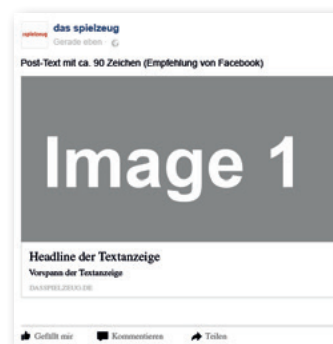 spielzeug
das spielzeug
Gerade eben
Post-Text mit ca. 90 Zeichen (Empfehlung von Facebook)
Image 1
Headline der Textanzeige
Vorspann der Textanzeige
DASSPIELZEUG.DE
Gefällt mir Kommentieren Teilen